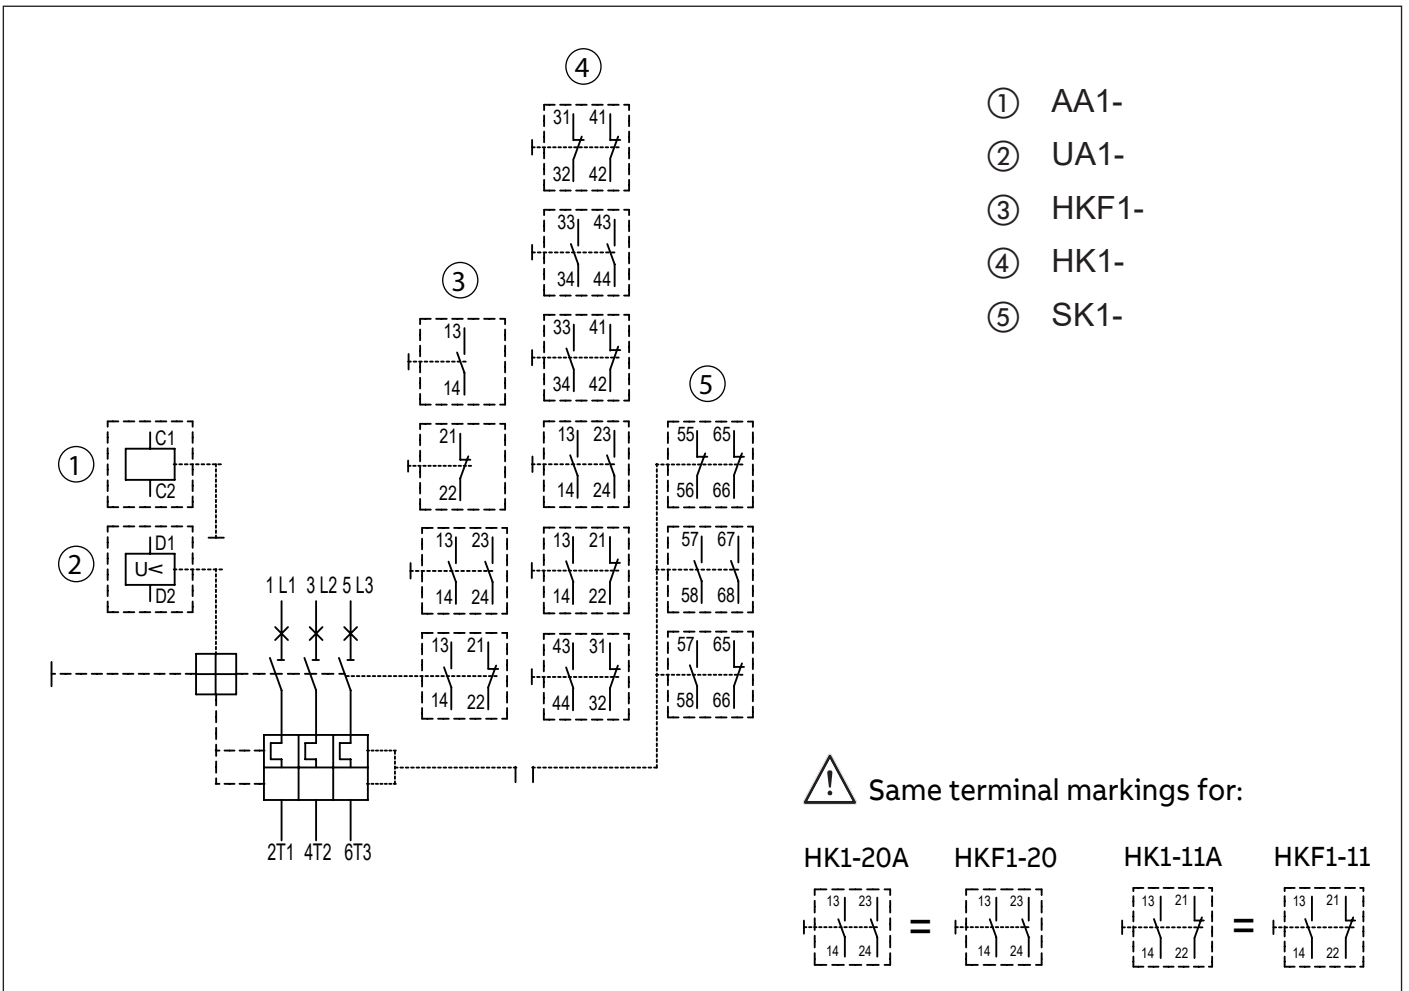 ④
31 41
32 42
33 43
34 44
33 41
34 42
13 23
14 24
13 21
14 22
43 31
44 32
③
13
14
21
22
13 23
14 24
13 21
14 22
⑤
55 65
56 66
57 67
58 68
57 65
58 66
①
C1
C2
②
D1
U<
D2
1 L1 3 L2 5 L3
2T1 4T2 6T3
① AA1-
② UA1-
③ HKF1-
④ HK1-
⑤ SK1-
! Same terminal markings for:
HK1-20A HKF1-20 HK1-11A HKF1-11
13 23 13 23 13 21 13 21
= =
14 24 14 24 14 22 14 22